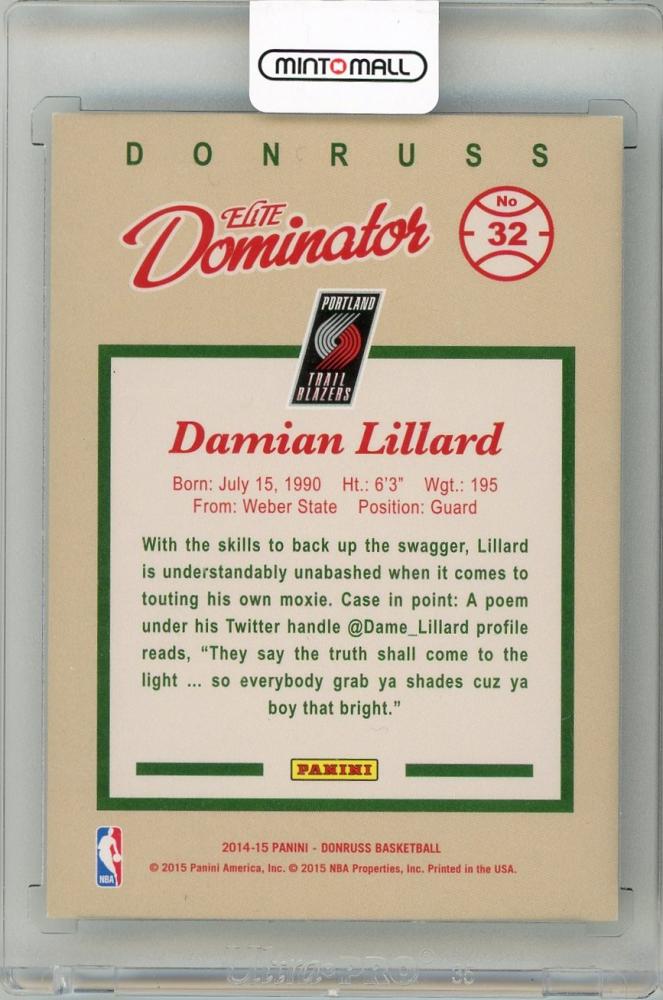 MINTOMALL
DONRUSS
ELITE
Dominator
No
32
PORTLAND
TRAIL
BLAZERS
Damian Lillard
Born: July 15, 1990 Ht.: 6'3" Wgt.: 195
From: Weber State Position: Guard
With the skills to back up the swagger, Lillard
is understandably unabashed when it comes to
touting his own moxie. Case in point: A poem
under his Twitter handle @Dame_Lillard profile
reads, “They say the truth shall come to the
light ... so everybody grab ya shades cuz ya
boy that bright.”
PANINI
NBA
2014-15 PANINI - DONRUSS BASKETBALL
© 2015 Panini America, Inc. © 2015 NBA Properties, Inc. Printed in the USA.
Ultra•PRO® 35